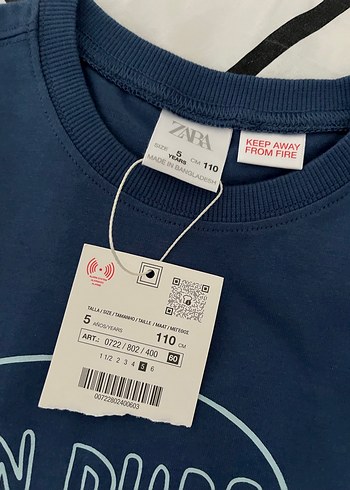 ZARA
SIZE 5 YEARS CM 110
MADE IN BANGLADESH
KEEP AWAY
FROM FIRE
TALLA / SIZE / TAMANHO / TAILLE / MAAT / ΜΕΓΕΘΟΣ
5 AÑOS/YEARS 110 CM
ART.: 0722 / 802 / 400 60
1 1/2 2 3 4 5 6
00722802400603